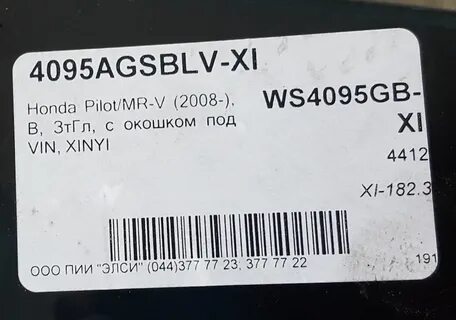 4095AGSBLV-XI
Honda Pilot/MR-V (2008-),
В, 3тГл, с окошком под
VIN, XINYI
WS4095GB-
XI
4412
XI-182.3
ООО ПИИ "ЭЛСИ" (044)377 77 23, 377 77 22
191